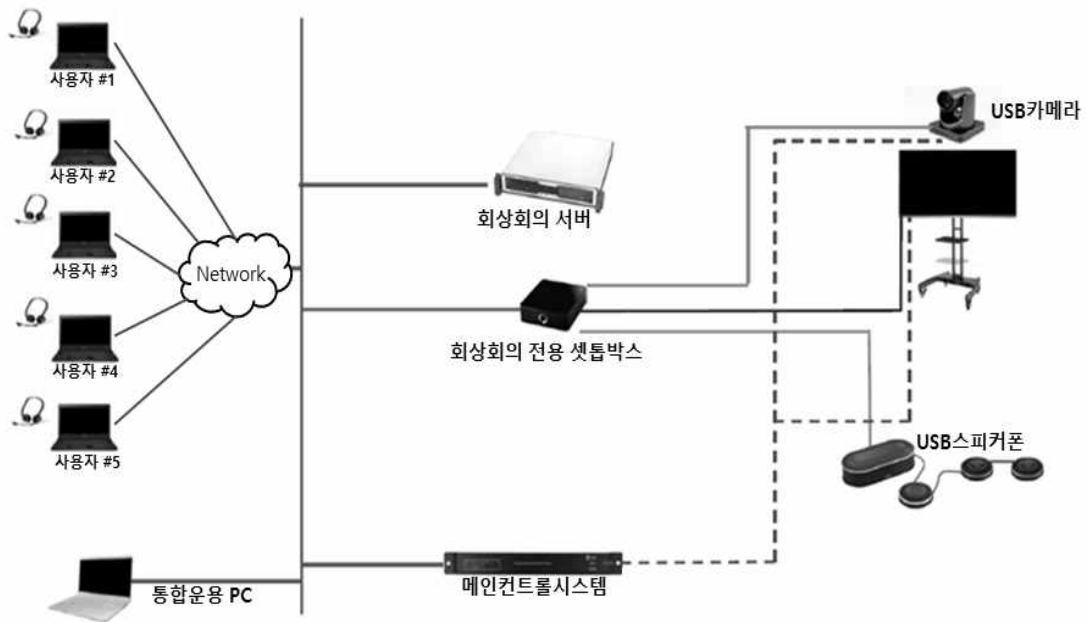 사용자 #1
사용자 #2
사용자 #3
사용자 #4
사용자 #5
Network
통합운용 PC
회상회의 서버
회상회의 전용 셋톱박스
메인컨트롤시스템
USB카메라
USB스피커폰